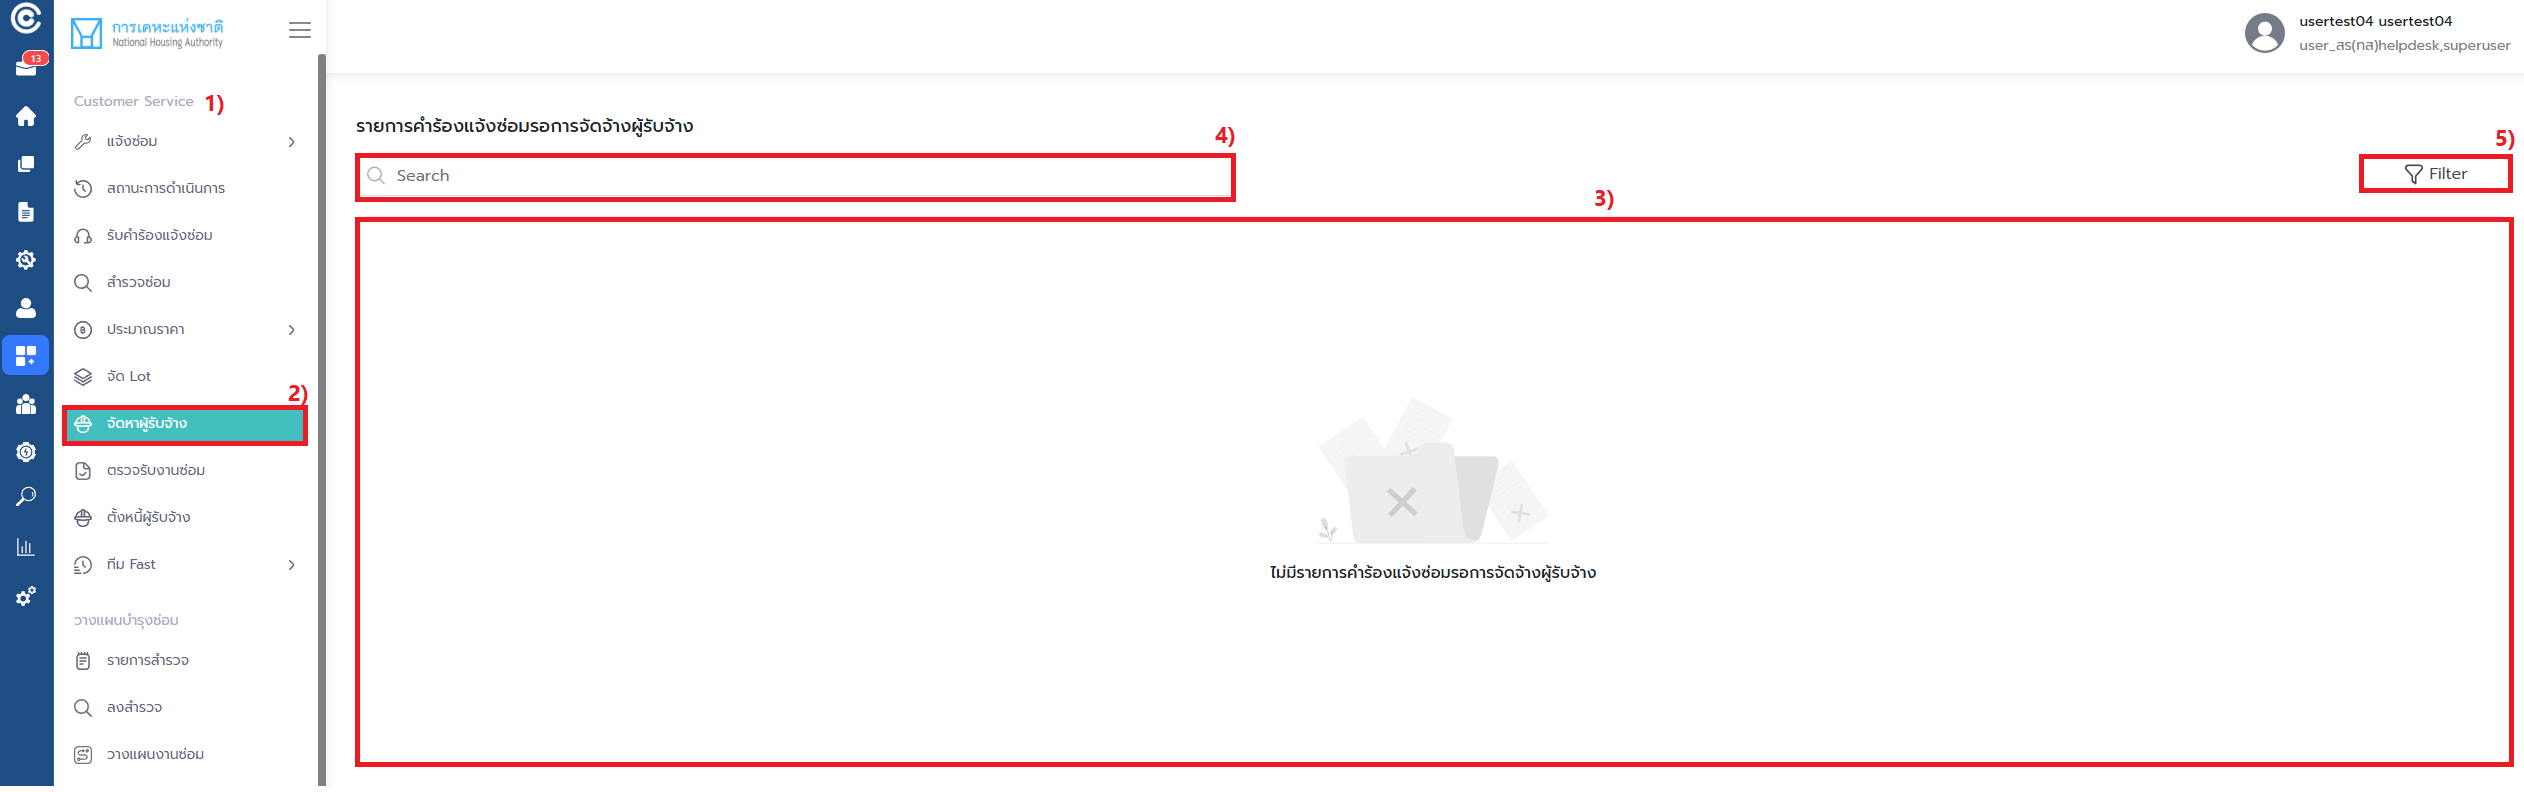 13
การเคหะแห่งชาติ
National Housing Authority
usertest04 usertest04
user_สร(ทส)helpdesk,superuser
Customer Service 1)
แจ้งซ่อม
สถานะการดำเนินการ
รับคำร้องแจ้งซ่อม
สำรวจซ่อม
ประมาณราคา
จัด Lot
2)
จัดหาผู้รับจ้าง
ตรวจรับงานซ่อม
ตั้งหนี้ผู้รับจ้าง
ทีม Fast
วางแผนบำรุงซ่อม
รายการสำรวจ
ลงสำรวจ
วางแผนงานซ่อม
รายการคำร้องแจ้งซ่อมรอการจัดจ้างผู้รับจ้าง
4)
Search
5)
Filter
3)
ไม่มีรายการคำร้องแจ้งซ่อมรอการจัดจ้างผู้รับจ้าง